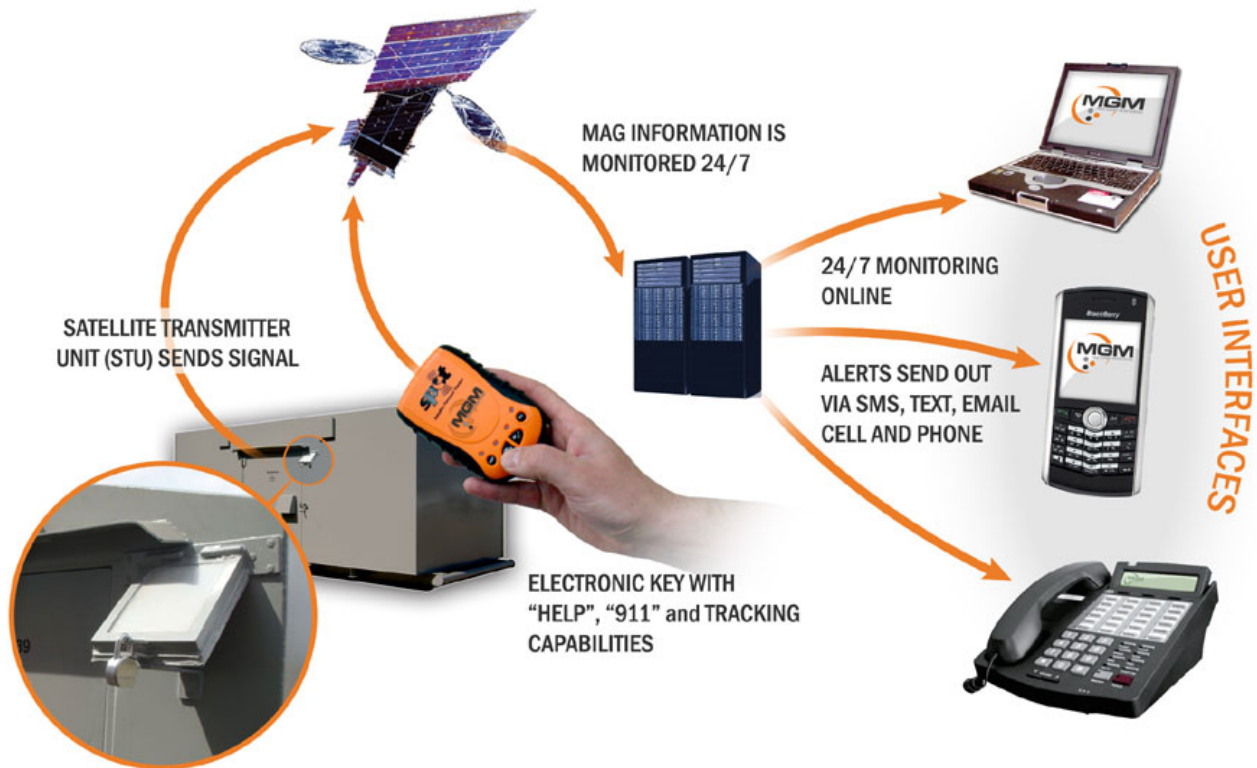 MAG INFORMATION IS
MONITORED 24/7
MGM
SATELLITE TRANSMITTER
UNIT (STU) SENDS SIGNAL
24/7 MONITORING
ONLINE
USER INTERFACES
BlackBerry
MGM
ALERTS SEND OUT
VIA SMS, TEXT, EMAIL
CELL AND PHONE
spot
MGM
ELECTRONIC KEY WITH
“HELP”, “911” and TRACKING
CAPABILITIES